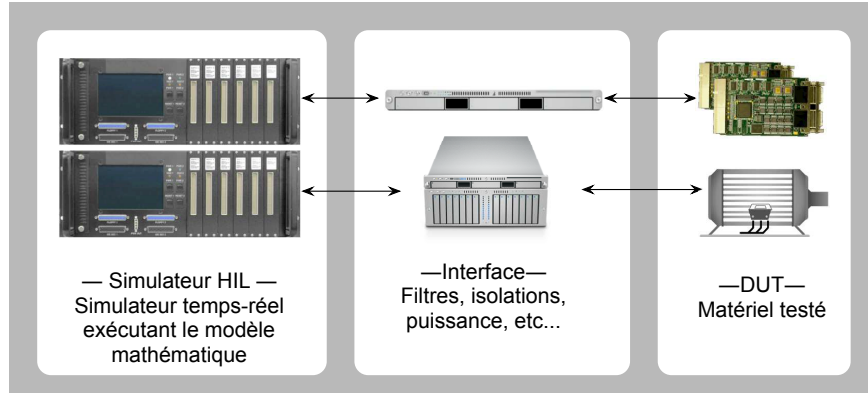 — Simulateur HIL —
Simulateur temps-réel
exécutant le modèle
mathématique
—Interface—
Filtres, isolations,
puissance, etc...
—DUT—
Matériel testé